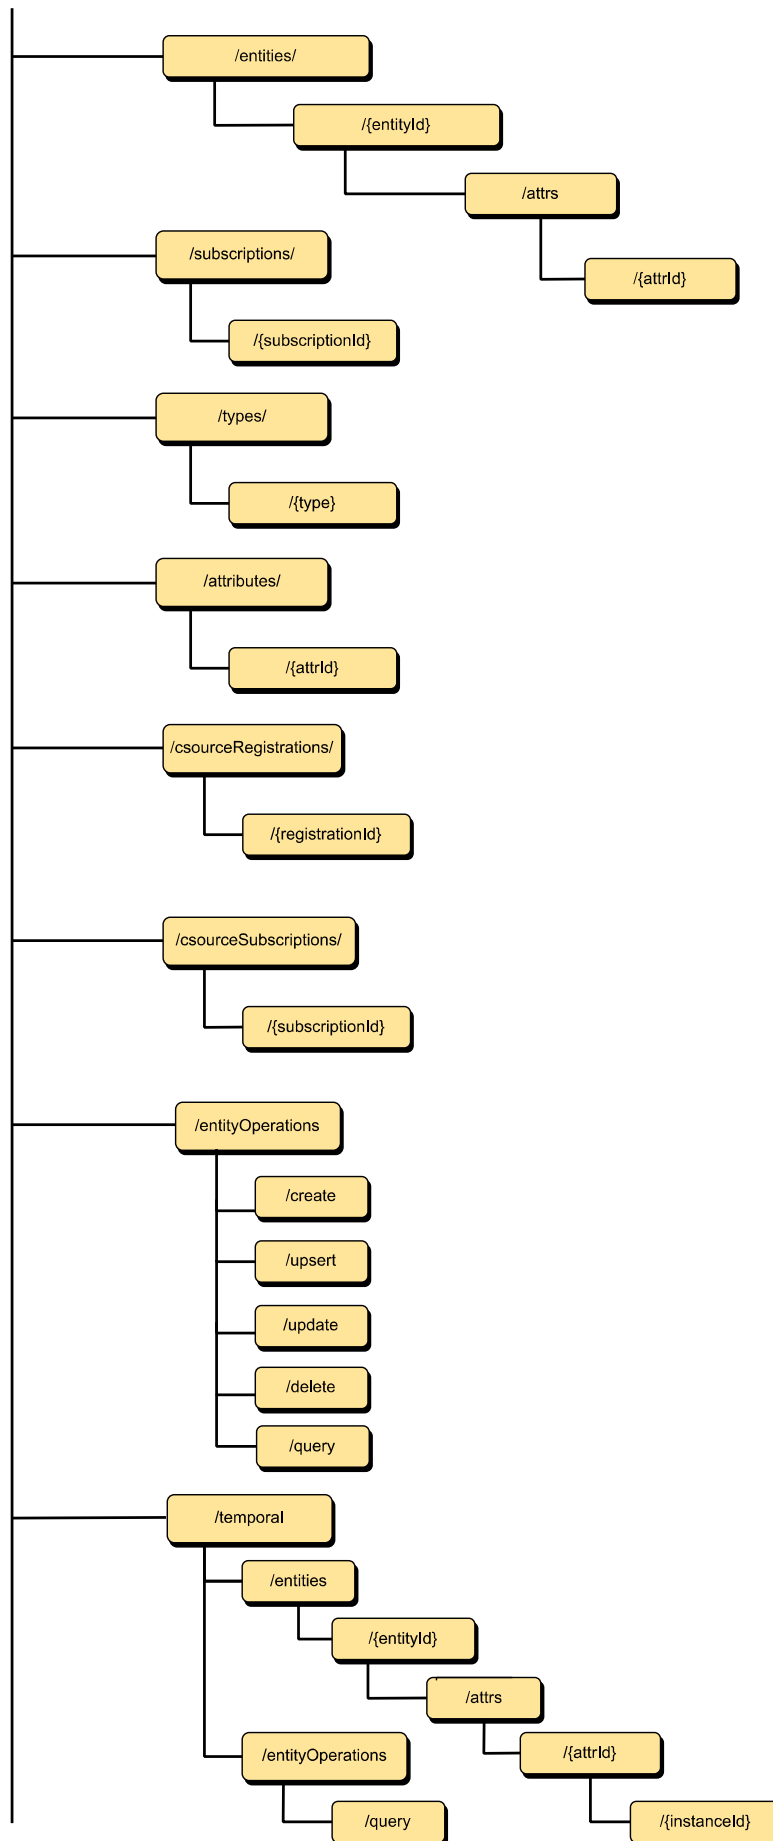 /entities/
/{entityId}
/attrs
/{attrId}
/subscriptions/
/{subscriptionId}
/types/
/{type}
/attributes/
/{attrId}
/csourceRegistrations/
/{registrationId}
/csourceSubscriptions/
/{subscriptionId}
/entityOperations
/create
/upsert
/update
/delete
/query
/temporal
/entities
/{entityId}
/attrs
/{attrId}
/{instanceId}
/entityOperations
/query